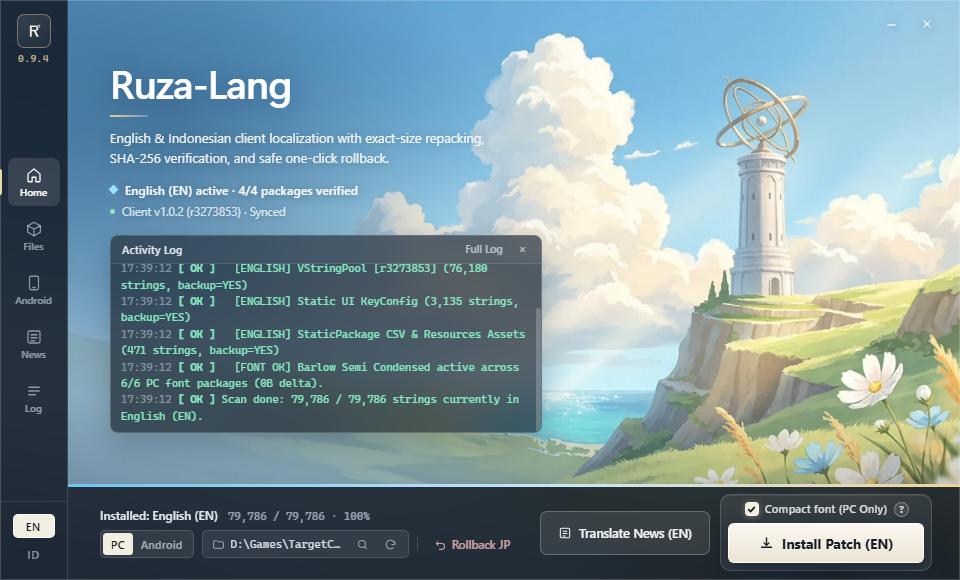 R
0.9.4
Home
Files
Android
News
Log
EN
ID
Ruza-Lang
English & Indonesian client localization with exact-size repacking,
SHA-256 verification, and safe one-click rollback.
English (EN) active · 4/4 packages verified
Client v1.0.2 (r3273853) · Synced
Activity Log
Full Log
×
17:39:12 [ OK ] [ENGLISH] VStringPool [r3273853] (76,180
strings, backup=YES)
17:39:12 [ OK ] [ENGLISH] Static UI KeyConfig (3,135 strings,
backup=YES)
17:39:12 [ OK ] [ENGLISH] StaticPackage CSV & Resources Assets
(471 strings, backup=YES)
17:39:12 [ OK ] [FONT OK] Barlow Semi Condensed active across
6/6 PC font packages (0B delta).
17:39:12 [ OK ] Scan done: 79,786 / 79,786 strings currently in
English (EN).
Installed: English (EN) 79,786 / 79,786 · 100%
PC
Android
D:\Games\TargetC…
Rollback JP
Translate News (EN)
Compact font (PC Only) ?
Install Patch (EN)